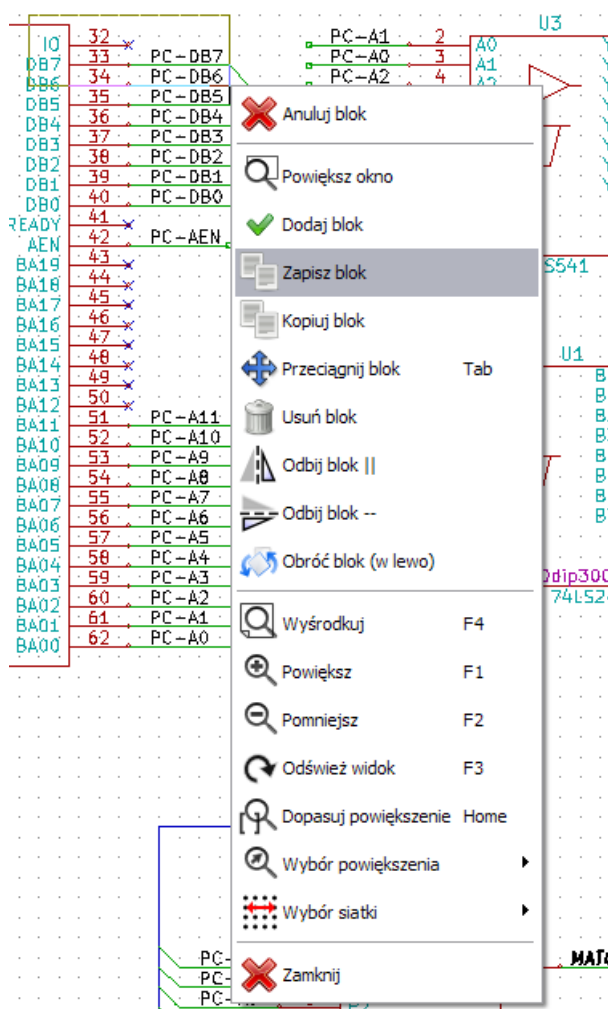 IO 32
DB7 33 PC-DB7
DB6 34 PC-DB6
DB5 35 PC-DB5
DB4 36 PC-DB4
DB3 37 PC-DB3
DB2 38 PC-DB2
DB1 39 PC-DB1
DB0 40 PC-DB0
READY 41
AEN 42 PC-AEN
BA19 43
BA18 44
BA17 45
BA16 46
BA15 47
BA14 48
BA13 49
BA12 50
BA11 51 PC-A11
BA10 52 PC-A10
BA09 53 PC-A9
BA08 54 PC-A8
BA07 55 PC-A7
BA06 56 PC-A6
BA05 57 PC-A5
BA04 58 PC-A4
BA03 59 PC-A3
BA02 60 PC-A2
BA01 61 PC-A1
BA00 62 PC-A0
U3
PC-A1 2 A0
PC-A0 3 A1
PC-A2 4 A2
Anuluj blok
Powiększ okno
Dodaj blok
Zapisz blok
Kopiuj blok
Przeciągnij blok Tab
Usuń blok
Odbij blok ||
Odbij blok --
Obróć blok (w lewo)
Wyśrodkuj F4
Powiększ F1
Pomniejsz F2
Odśwież widok F3
Dopasuj powiększenie Home
Wybór powiększenia
Wybór siatki
Zamknij
S541
U1
B
B
B
B
B
B
B
B
dip300
74LS24
PC-
PC-
PC-